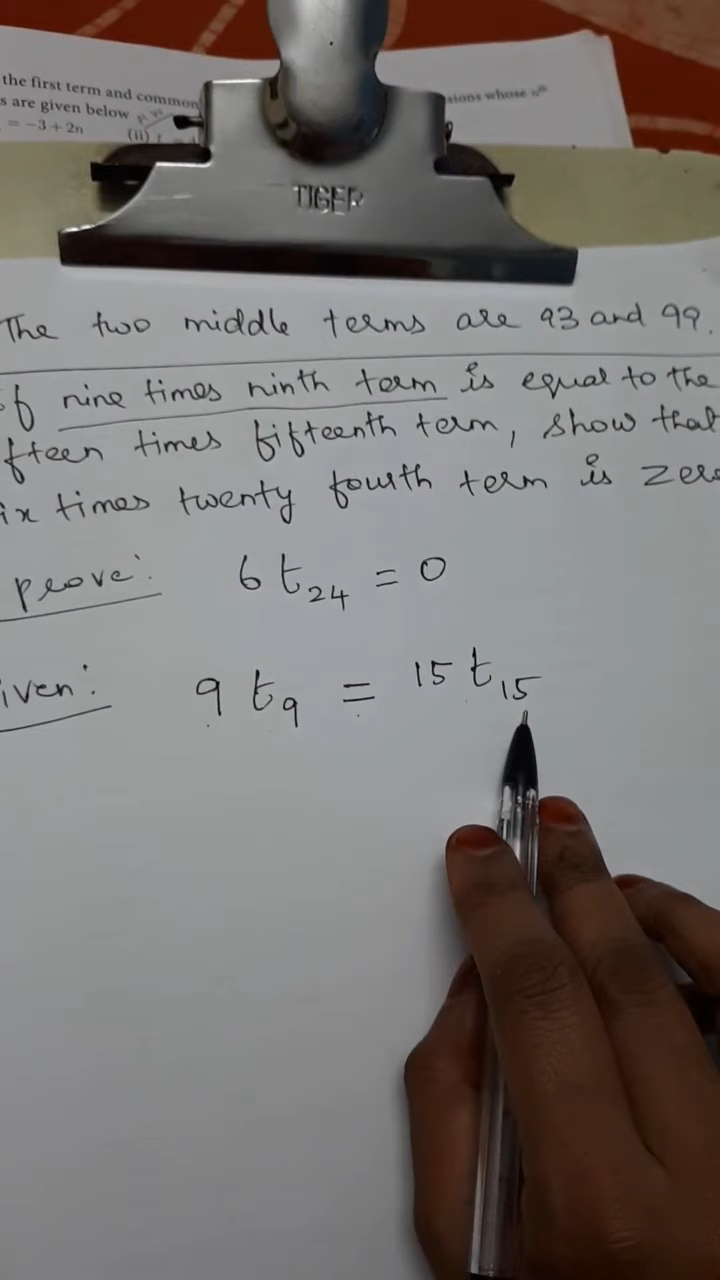 the first term and common
sions whose nᵗʰ
s are given below
= −3 + 2n
(ii)
TIGER
The two middle terms are 93 and 99.
nine times ninth term is equal to the
fteen times fifteenth term, show that
ix times twenty fourth term is zero
prove:
6 t₂₄ = 0
iven:
9 t₉ = 15 t₁₅